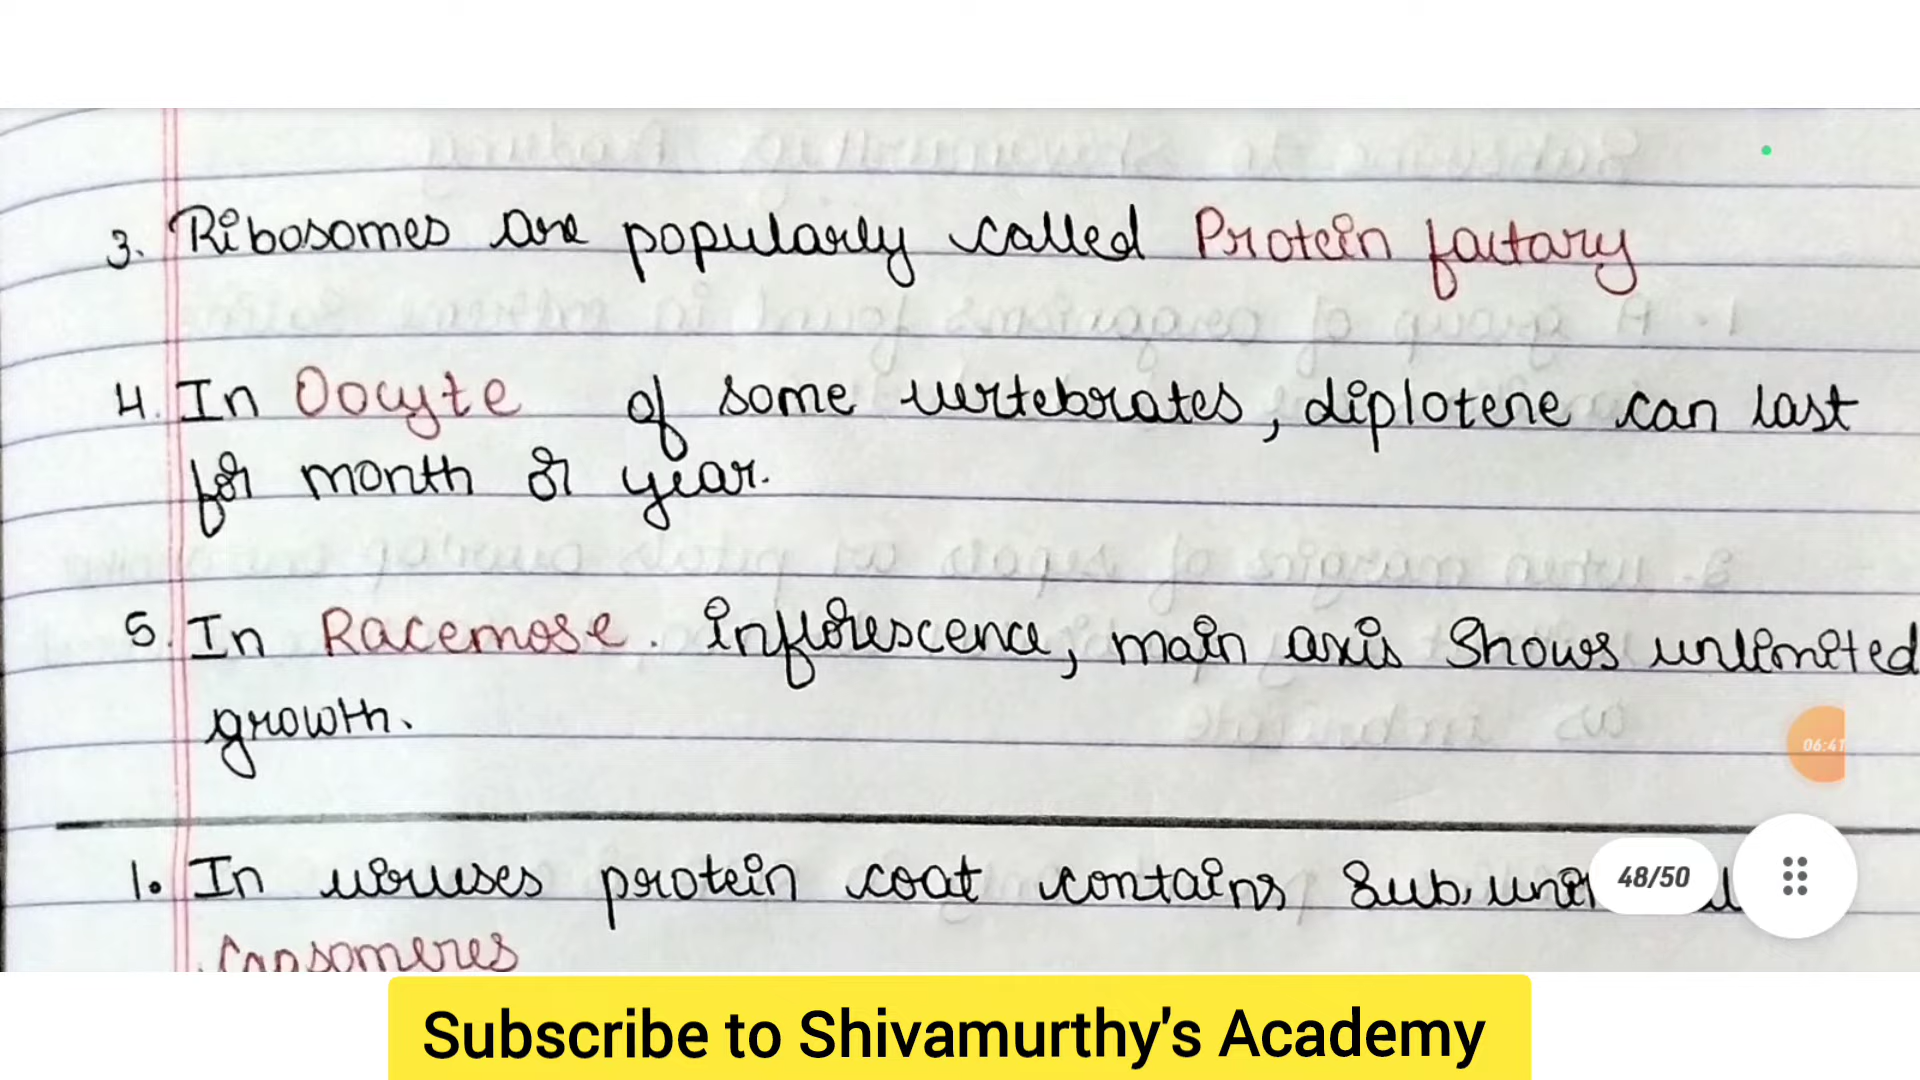 3. Ribosomes are popularly called Protein factory
4. In Oocyte of some vertebrates, diplotene can last
for month or year.
5. In Racemose. inflorescence, main axis Shows unlimited
growth.
06:41
1. In viruses protein coat contains Sub,
48/50
Capsomeres
Subscribe to Shivamurthy's Academy